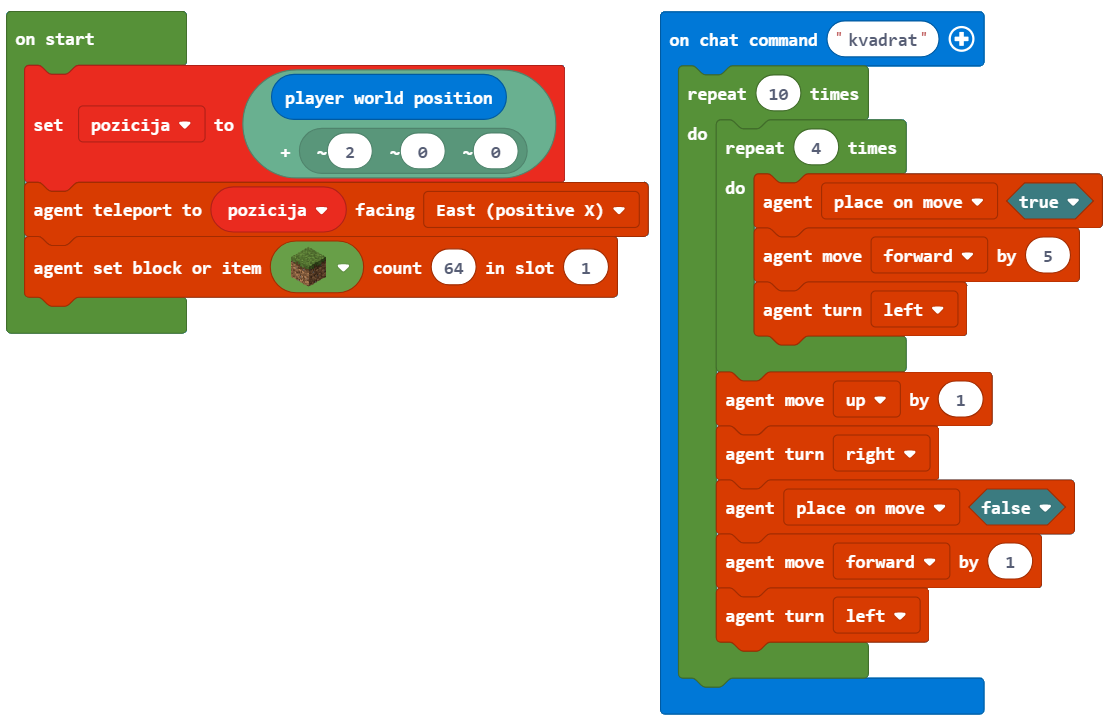 on start
set pozicija to player world position + ~2 ~0 ~0
agent teleport to pozicija facing East (positive X)
agent set block or item count 64 in slot 1
on chat command "kvadrat"
repeat 10 times
do
repeat 4 times
do
agent place on move true
agent move forward by 5
agent turn left
agent move up by 1
agent turn right
agent place on move false
agent move forward by 1
agent turn left